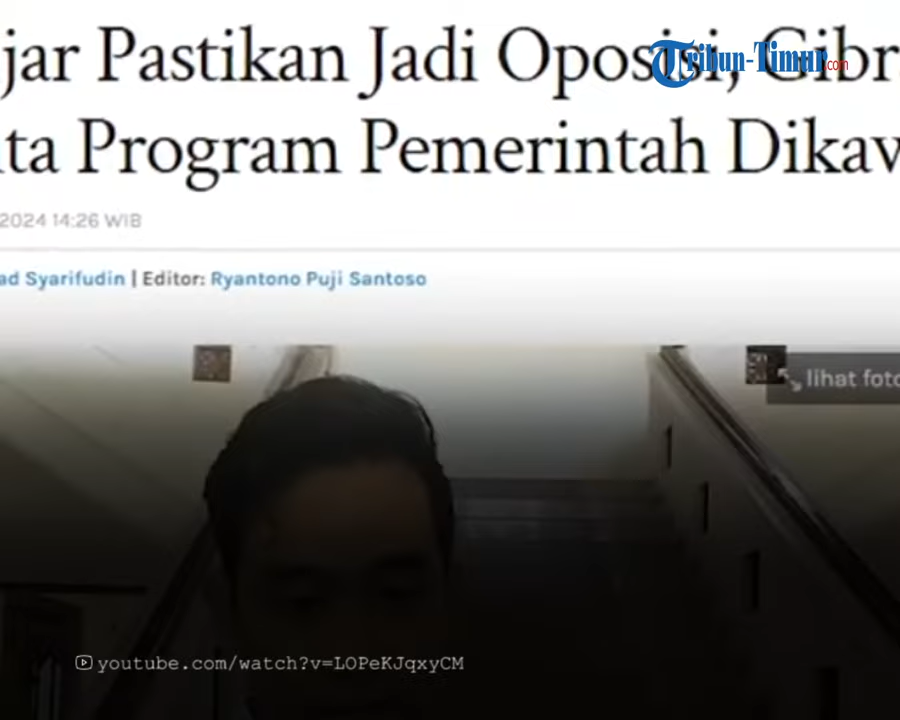 jar Pastikan Jadi Oposisi, Gibr
Tribun-Timur.com
ta Program Pemerintah Dikav
2024 14:26 WIB
ad Syarifudin | Editor: Ryantono Puji Santoso
lihat foto
youtube.com/watch?v=LOPeKJqxyCM